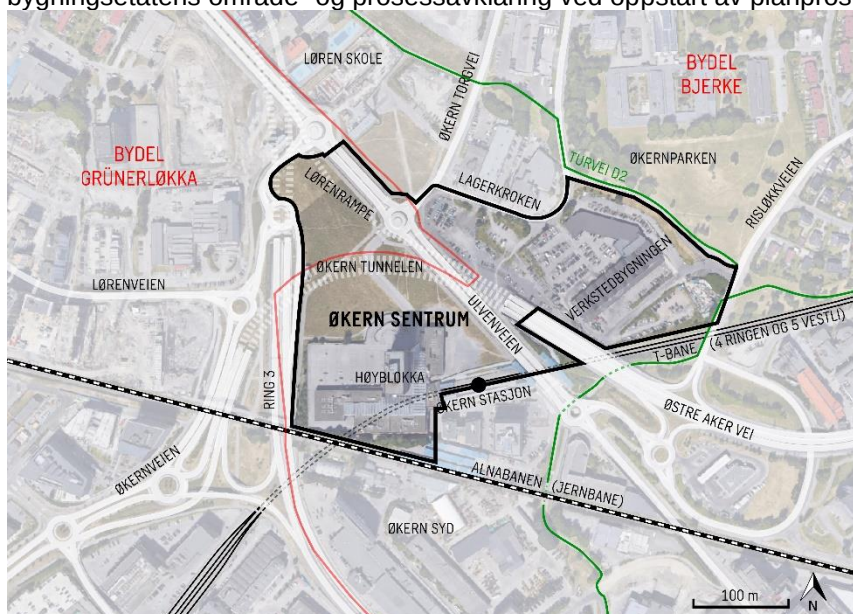 bygningsetatens område- og prosessavklaring ved oppstart av planpros
LØREN SKOLE
ØKERN TORGVEI
BYDEL
BJERKE
BYDEL
GRÜNERLØKKA
TURVEI D2
ØKERNPARKEN
LAGERKROKEN
RISLØKKVEIEN
LØRENRAMPE
LØRENVEIEN
ØKERN TUNNELEN
VERKSTEDBYGNINGEN
ØKERN SENTRUM
ULVENVEIEN
T-BANE (4 RINGEN OG 5 VESTLI)
RING 3
HØYBLOKKA
ØKERN STASJON
ØSTRE AKER VEI
ØKERNVEIEN
ALNABANEN (JERNBANE)
ØKERN SYD
100 m
N